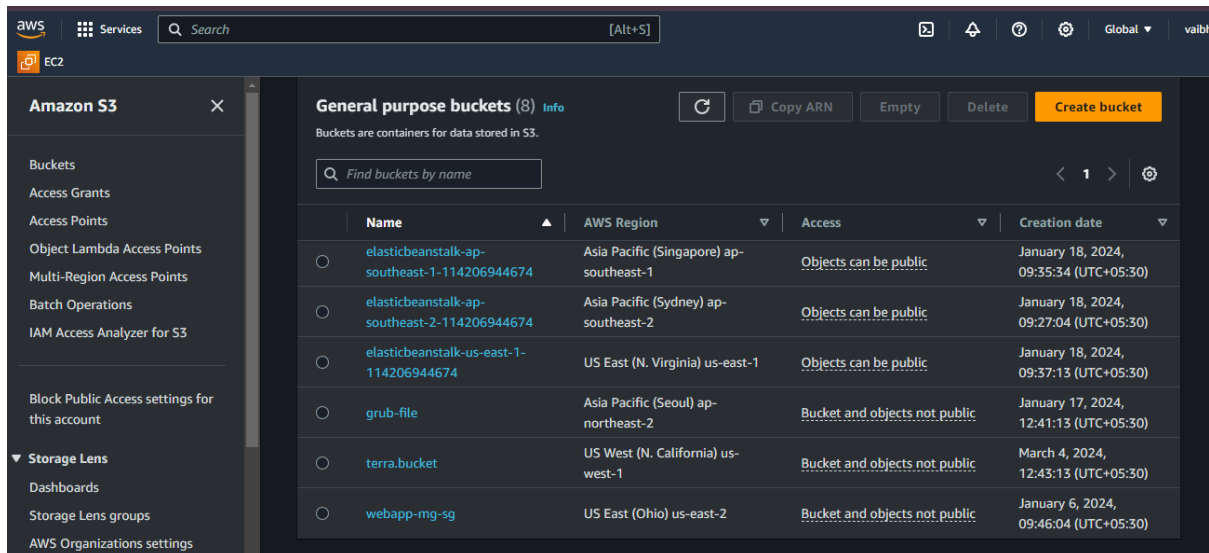 aws
Services
Search
[Alt+S]
Global
EC2
Amazon S3
Buckets
Access Grants
Access Points
Object Lambda Access Points
Multi-Region Access Points
Batch Operations
IAM Access Analyzer for S3
Block Public Access settings for
this account
Storage Lens
Dashboards
Storage Lens groups
AWS Organizations settings
General purpose buckets (8) Info
Buckets are containers for data stored in S3.
Copy ARN
Empty
Delete
Create bucket
Find buckets by name
1
Name
AWS Region
Access
Creation date
elasticbeanstalk-ap-
southeast-1-114206944674
Asia Pacific (Singapore) ap-
southeast-1
Objects can be public
January 18, 2024,
09:35:34 (UTC+05:30)
elasticbeanstalk-ap-
southeast-2-114206944674
Asia Pacific (Sydney) ap-
southeast-2
Objects can be public
January 18, 2024,
09:27:04 (UTC+05:30)
elasticbeanstalk-us-east-1-
114206944674
US East (N. Virginia) us-east-1
Objects can be public
January 18, 2024,
09:37:13 (UTC+05:30)
grub-file
Asia Pacific (Seoul) ap-
northeast-2
Bucket and objects not public
January 17, 2024,
12:41:13 (UTC+05:30)
terra.bucket
US West (N. California) us-
west-1
Bucket and objects not public
March 4, 2024,
12:43:13 (UTC+05:30)
webapp-mg-sg
US East (Ohio) us-east-2
Bucket and objects not public
January 6, 2024,
09:46:04 (UTC+05:30)